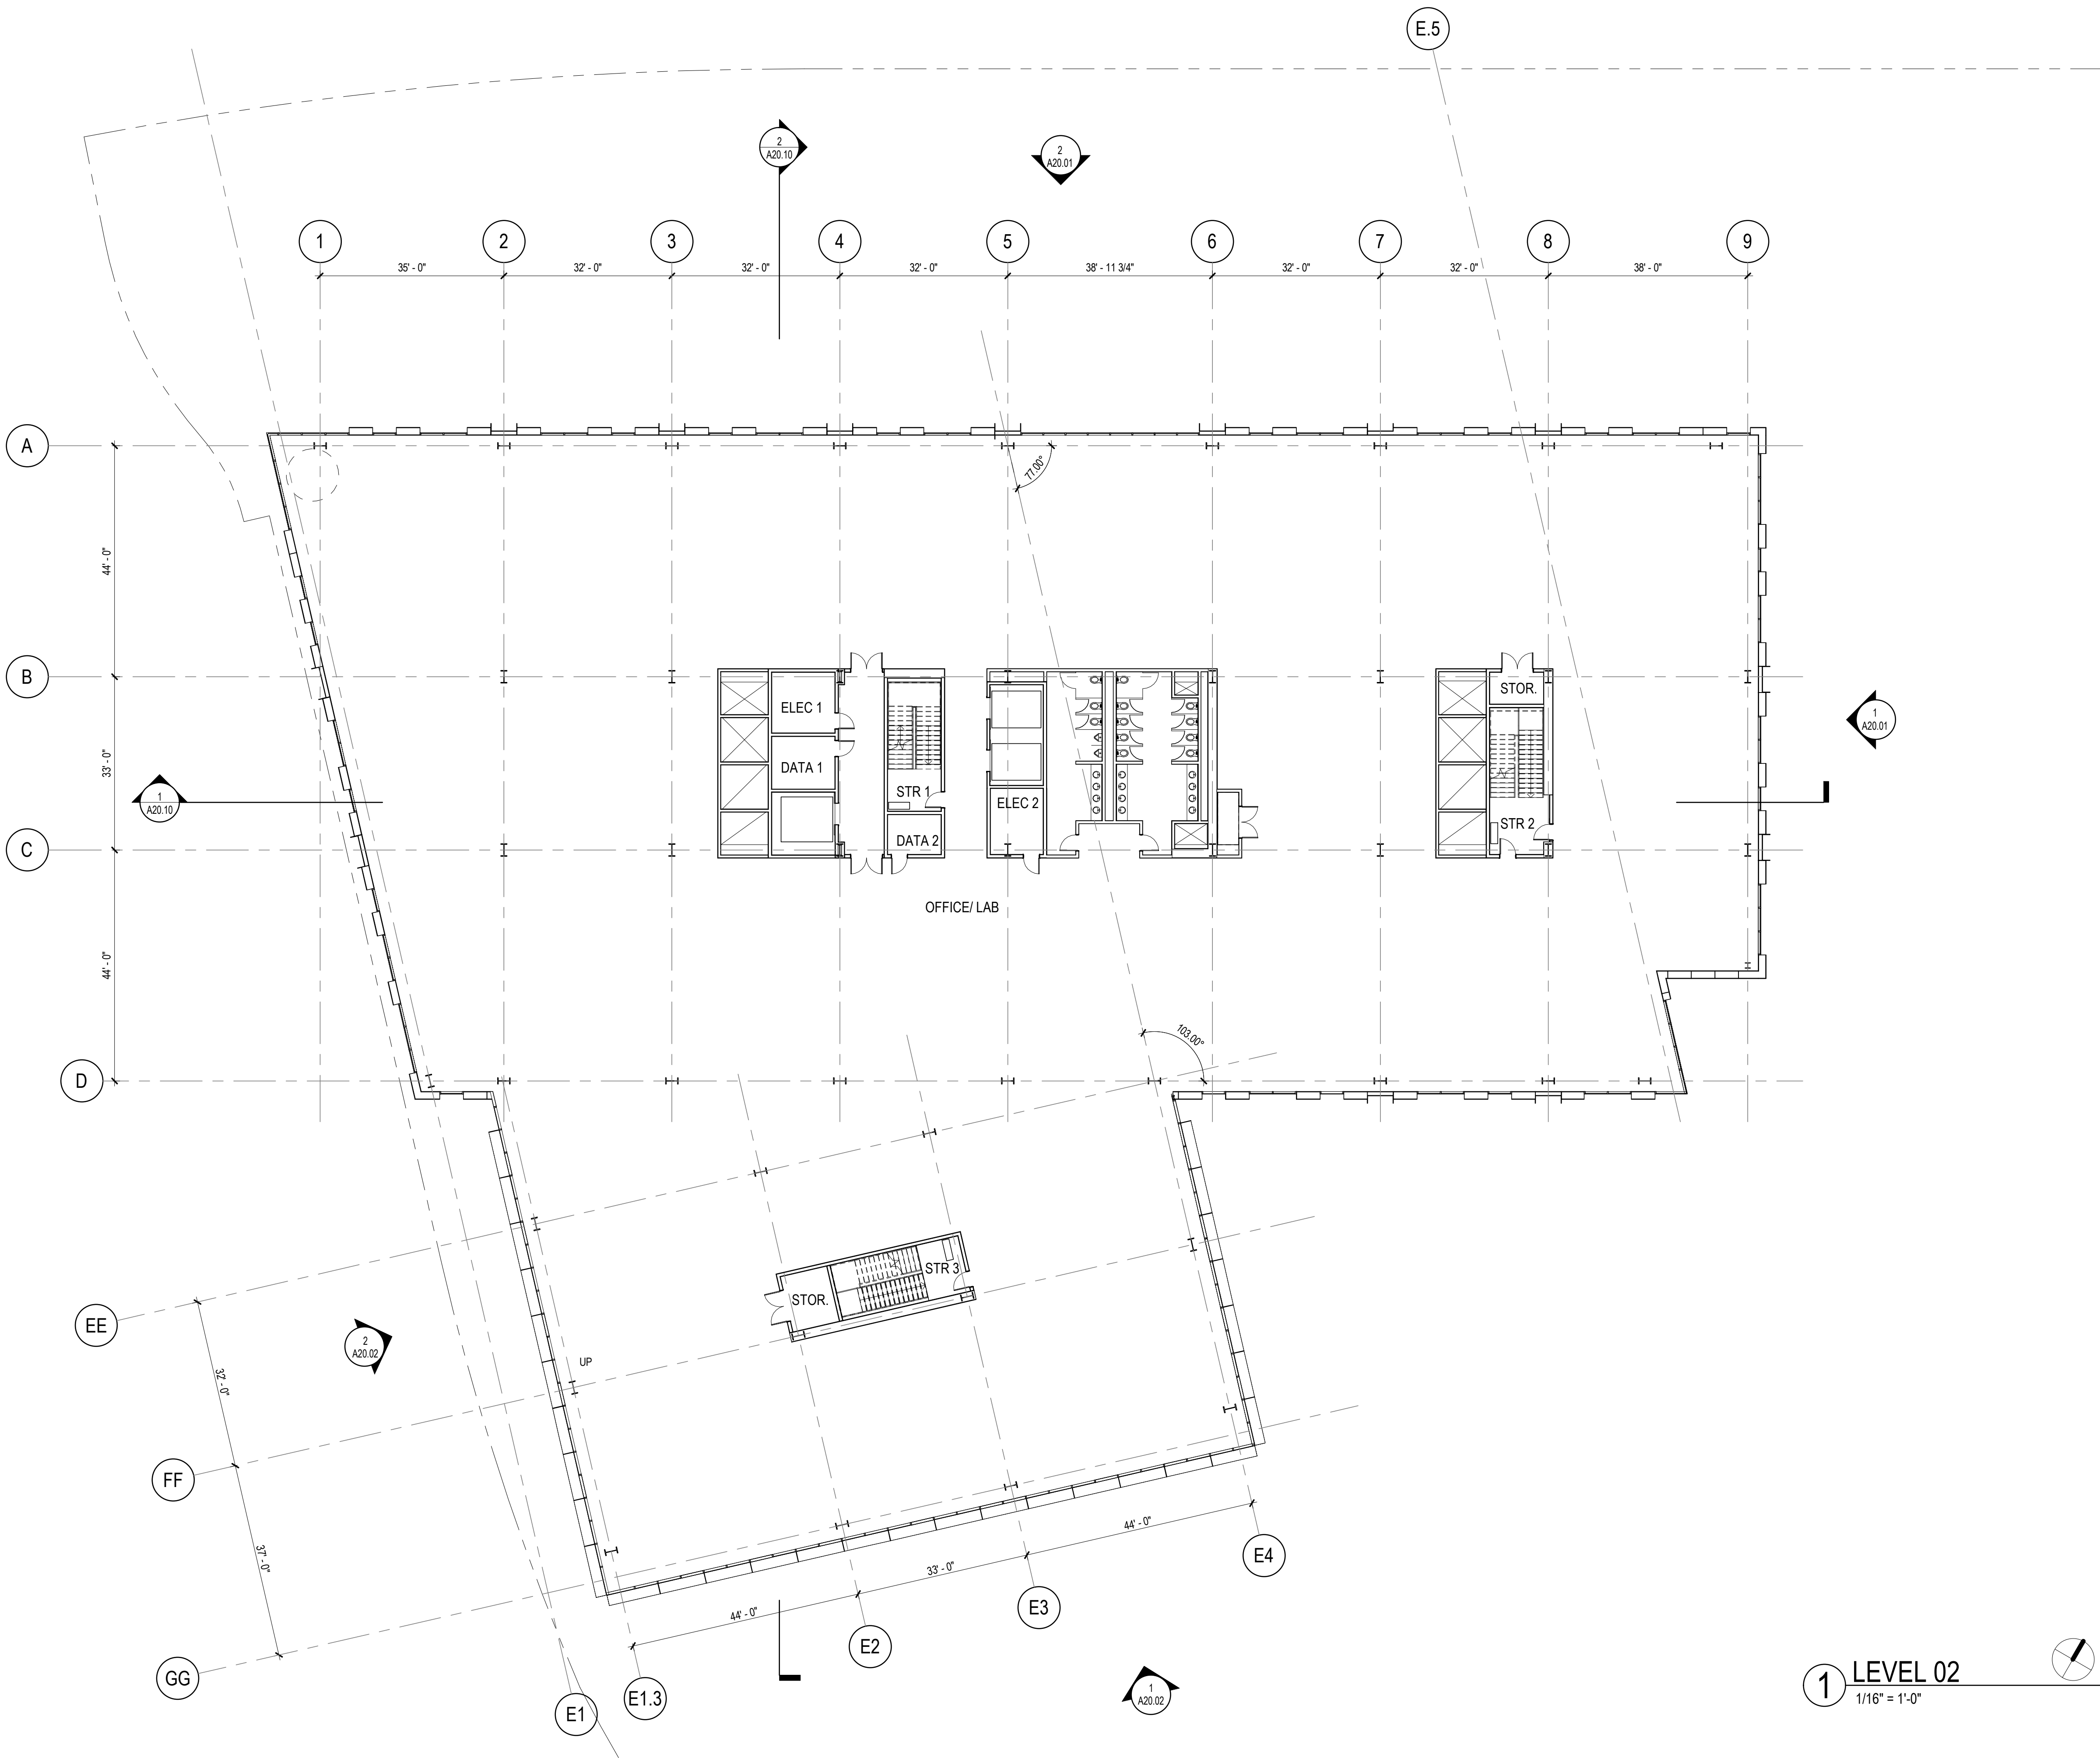 E.5
2
A20.10
2
A20.01
1
2
3
4
5
6
7
8
9
35' - 0"
32' - 0"
32' - 0"
32' - 0"
38' - 11 3/4"
32' - 0"
32' - 0"
38' - 0"
A
77.00°
44' - 0"
B
STOR.
ELEC 1
1
A20.01
33' - 0"
DATA 1
STR 1
ELEC 2
1
A20.10
STR 2
DATA 2
C
OFFICE/ LAB
44' - 0"
103.00°
D
STR 3
STOR.
EE
2
A20.02
UP
32' - 0"
FF
44' - 0"
37' - 0"
33' - 0"
E4
44' - 0"
E3
E2
GG
E1.3
E1
1
A20.02
1
LEVEL 02
1/16" = 1'-0"